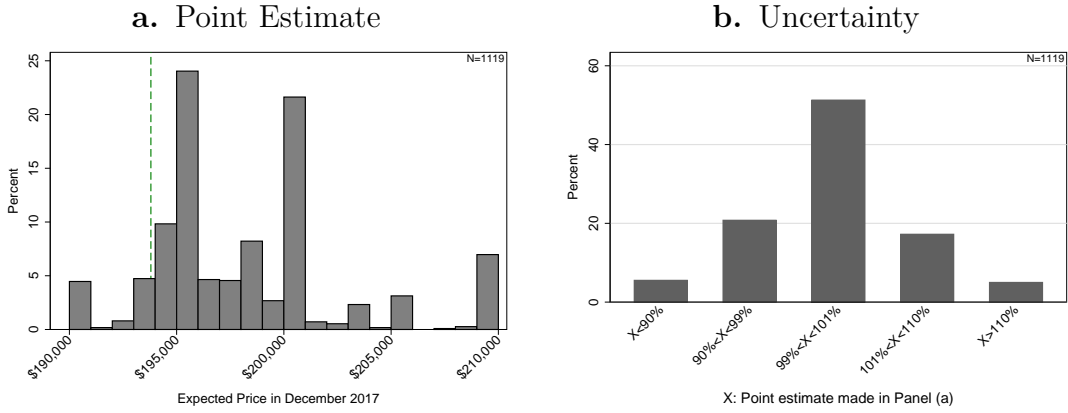 a. Point Estimate
N=1119
25
20
15
10
5
0
Percent
$190,000
$195,000
$200,000
$205,000
$210,000
Expected Price in December 2017
b. Uncertainty
N=1119
60
40
20
0
Percent
X<90%
90%<X<99%
99%<X<101%
101%<X<110%
X>110%
X: Point estimate made in Panel (a)